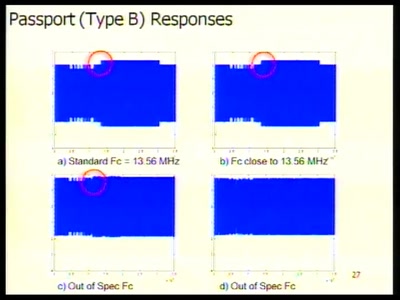 Passport (Type B) Responses
a) Standard Fc = 13.56 MHz
b) Fc close to 13.56 MHz
c) Out of Spec Fc
d) Out of Spec Fc
27